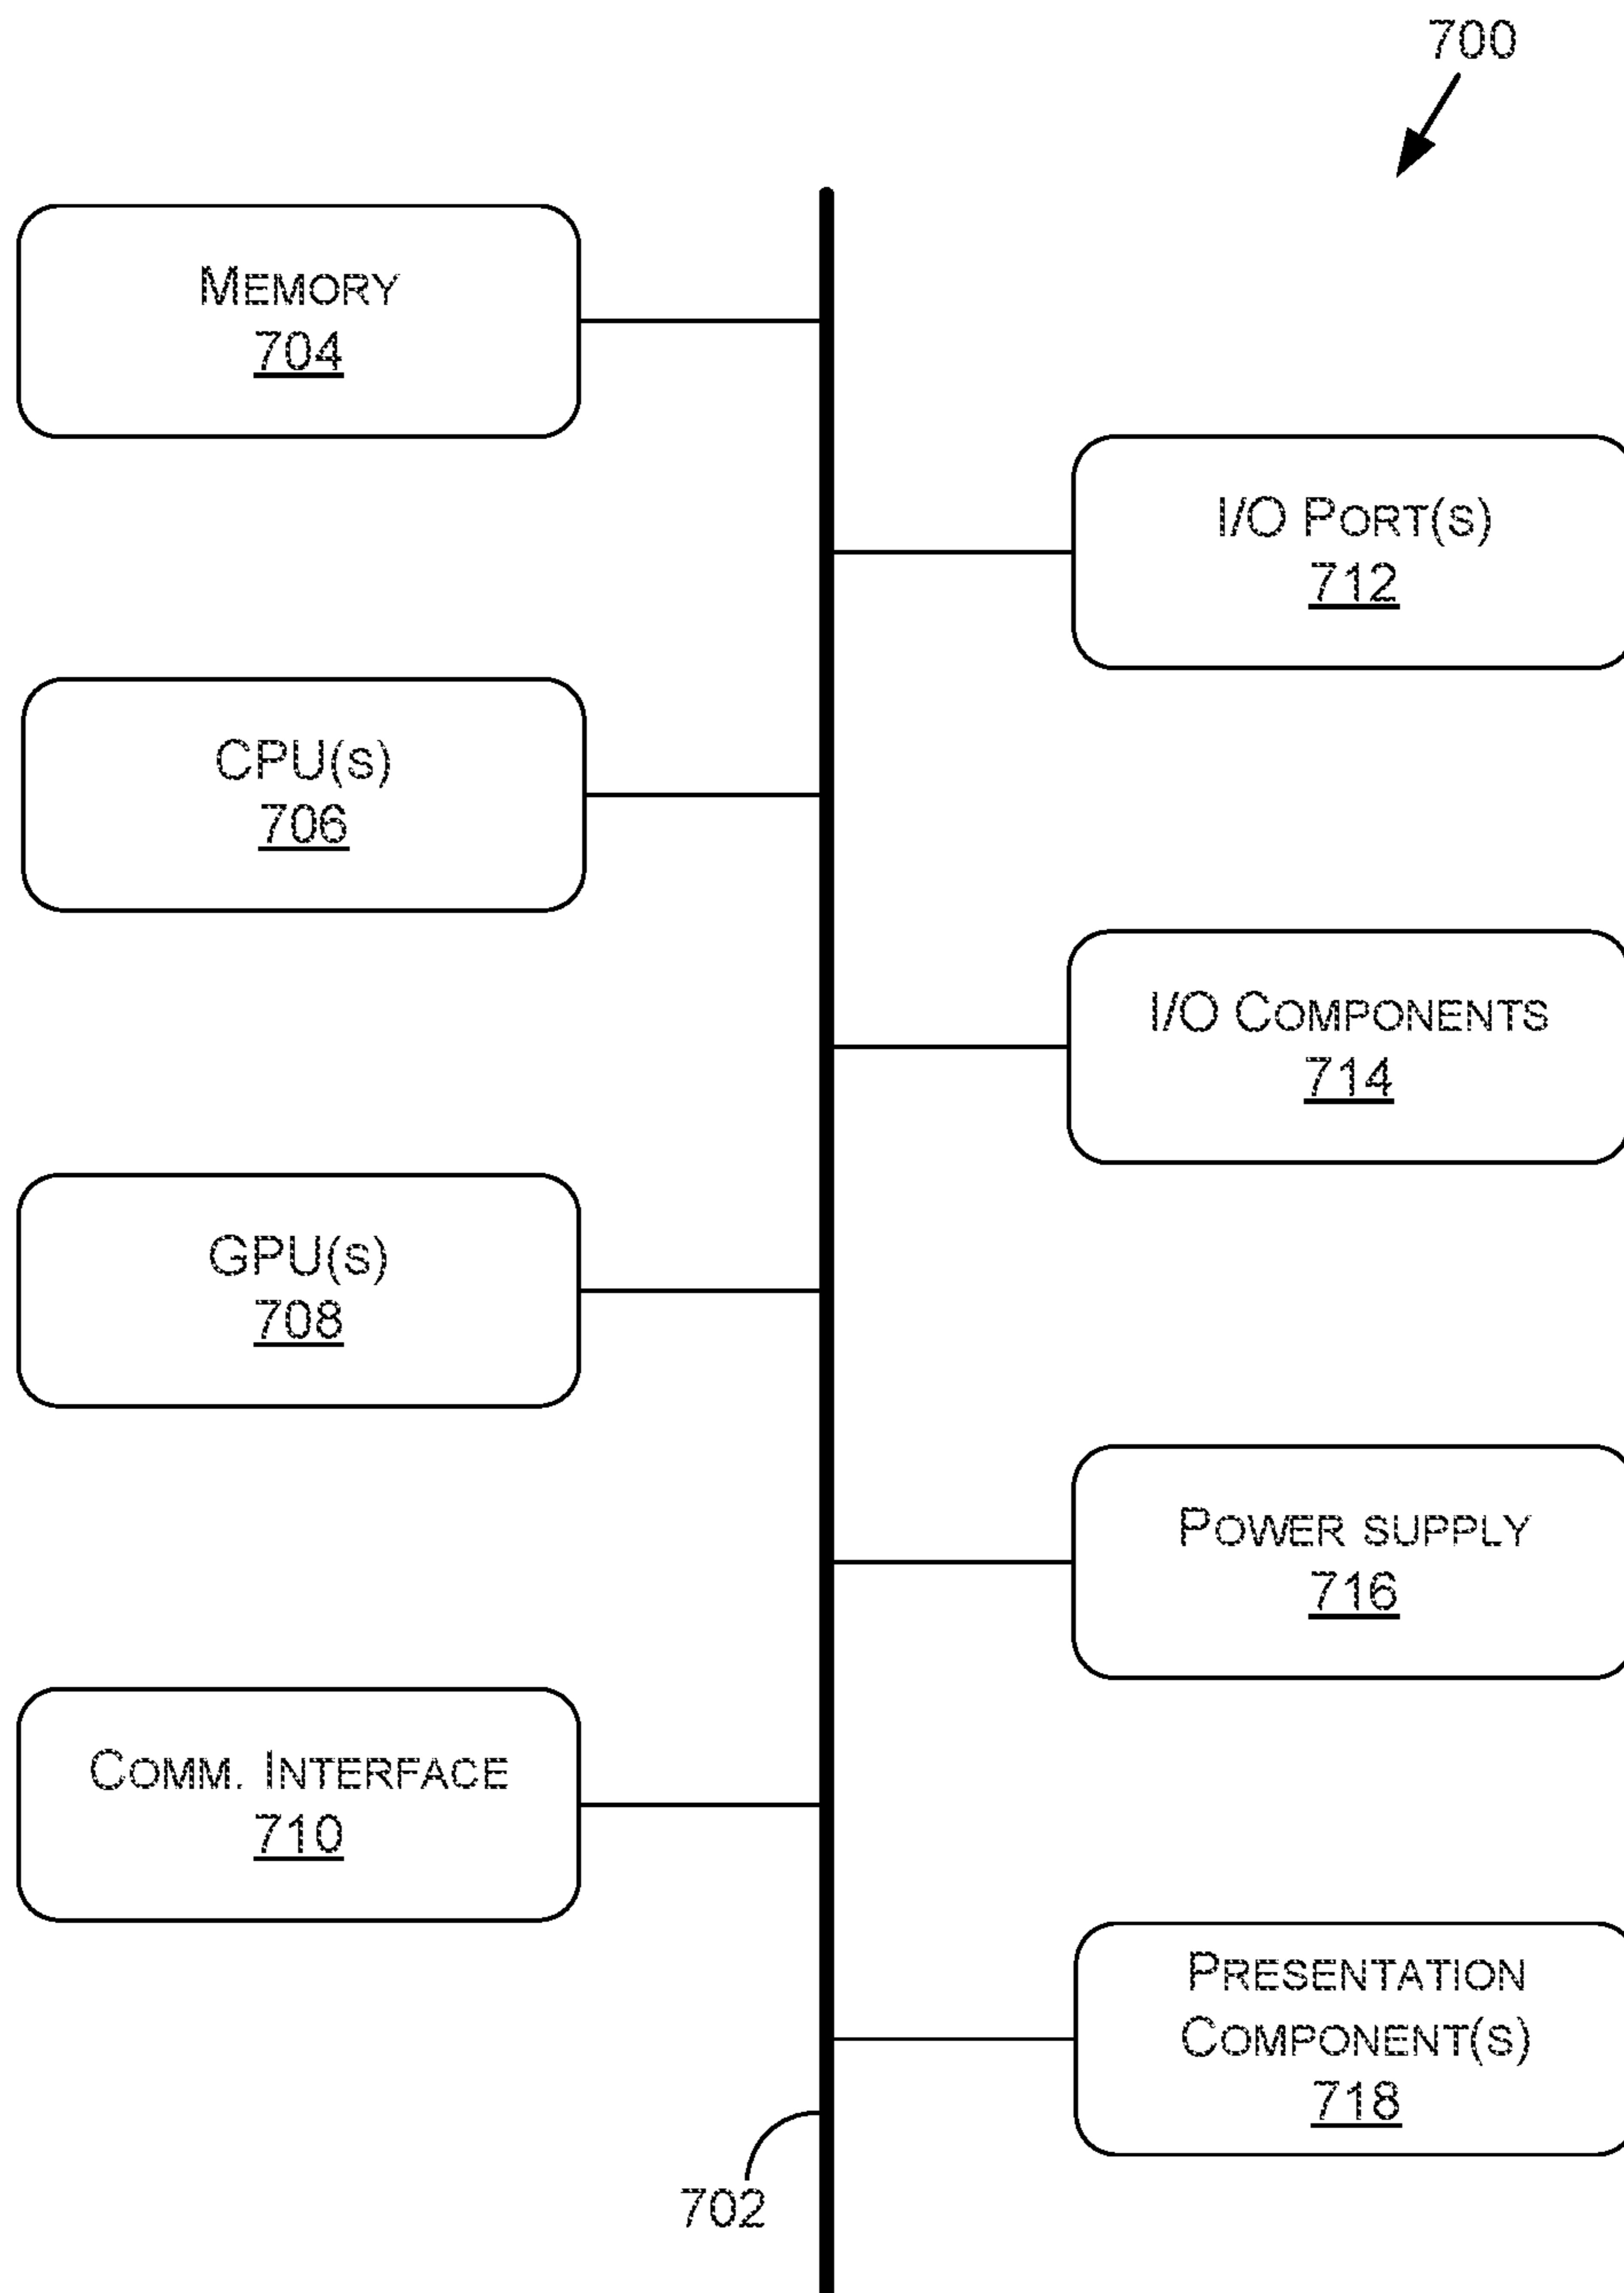 700
MEMORY
704
I/O PORT(S)
712
CPU(S)
706
I/O COMPONENTS
714
GPU(S)
708
POWER SUPPLY
716
COMM. INTERFACE
710
PRESENTATION
COMPONENT(S)
718
702